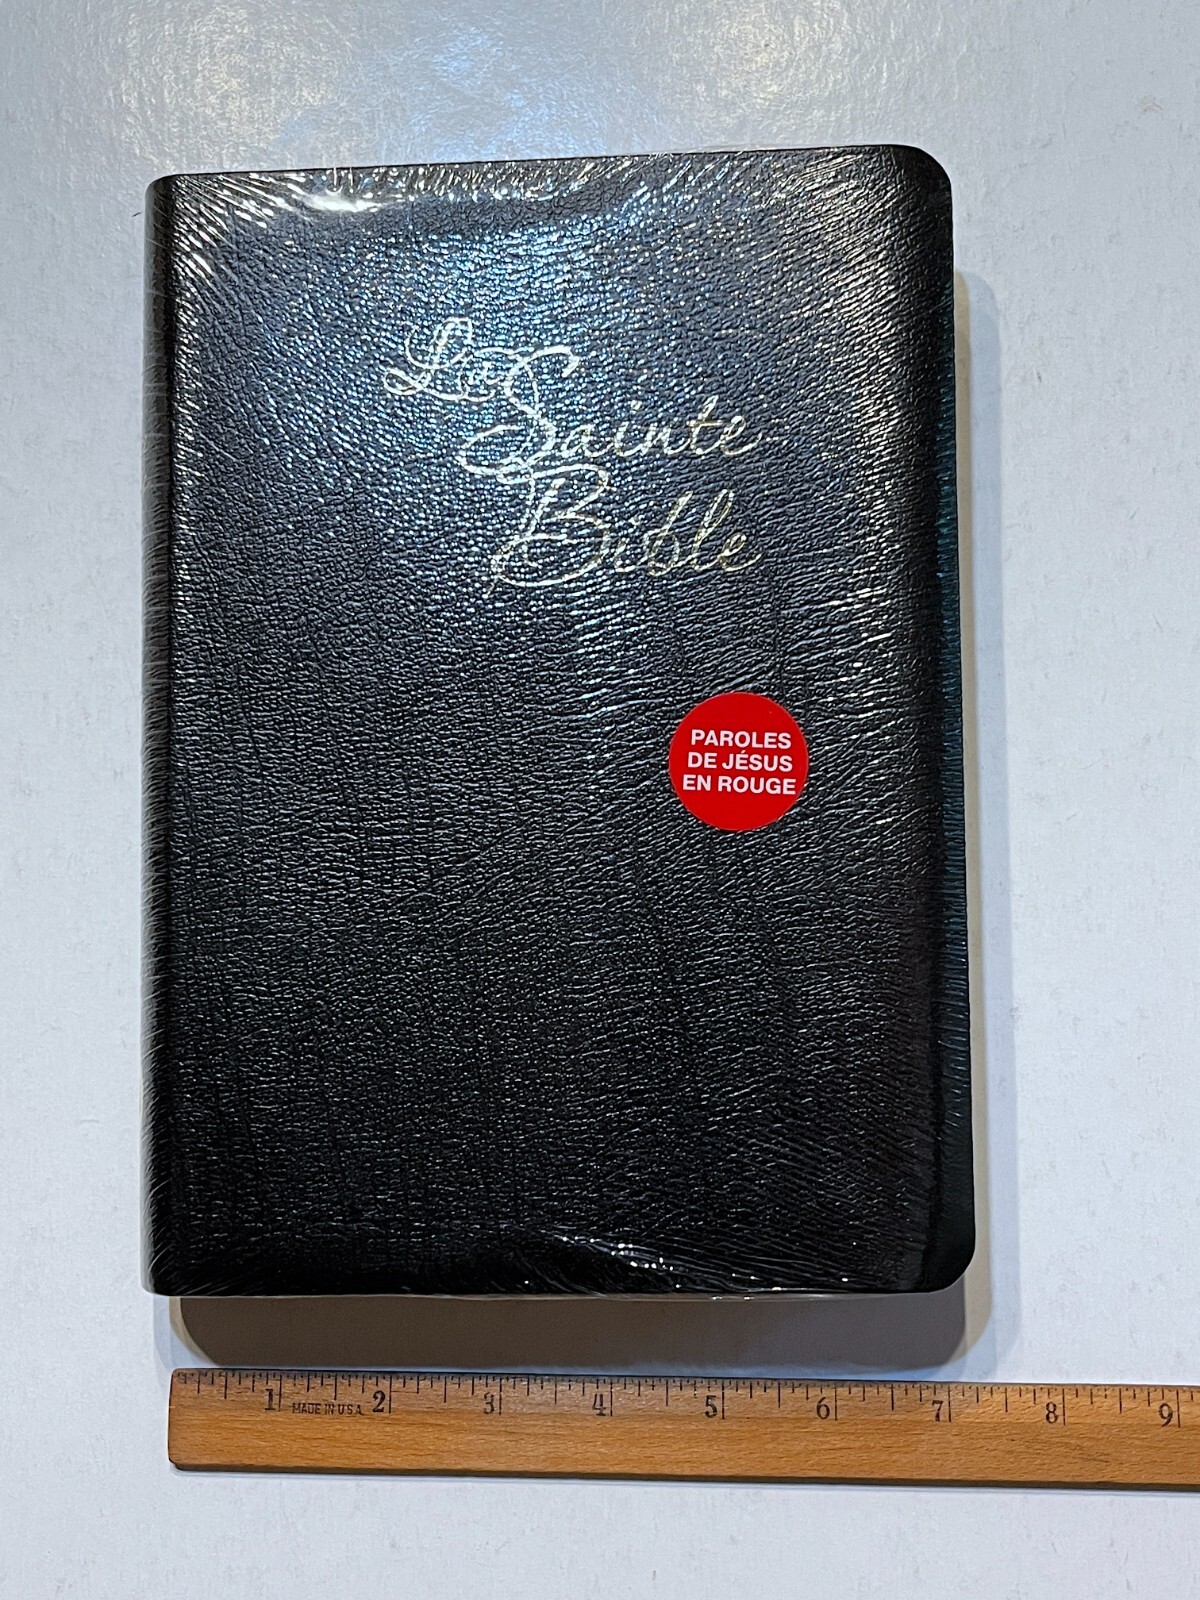 La
Sainte
Bible
PAROLES
DE JÉSUS
EN ROUGE
1 2 3 4 5 6 7 8 9
MADE IN U.S.A.